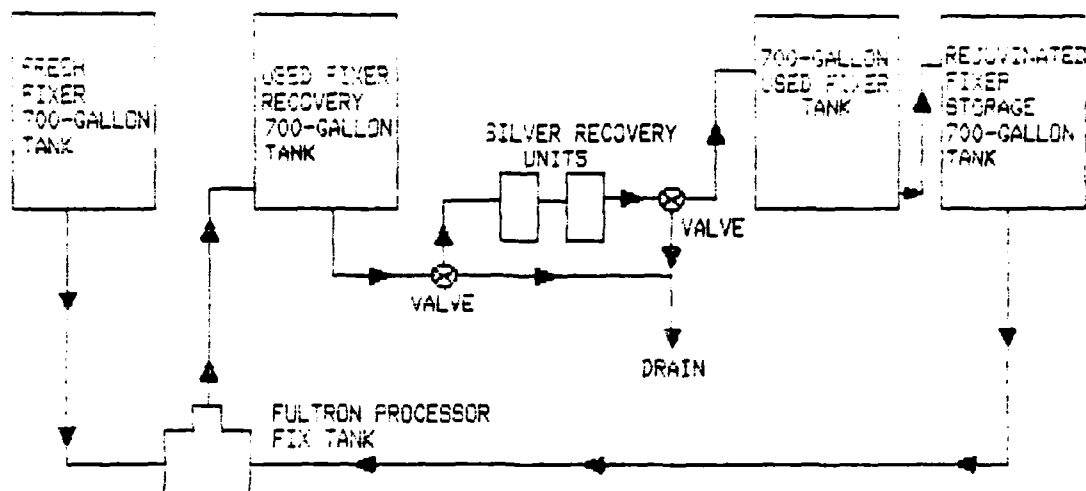 FRESH
FIXER
700-GALLON
TANK
USED FIXER
RECOVERY
700-GALLON
TANK
SILVER RECOVERY
UNITS
VALVE
VALVE
DRAIN
700-GALLON
USED FIXER
TANK
REJUVINATED
FIXER
STORAGE
700-GALLON
TANK
FULTRON PROCESSOR
FIX TANK